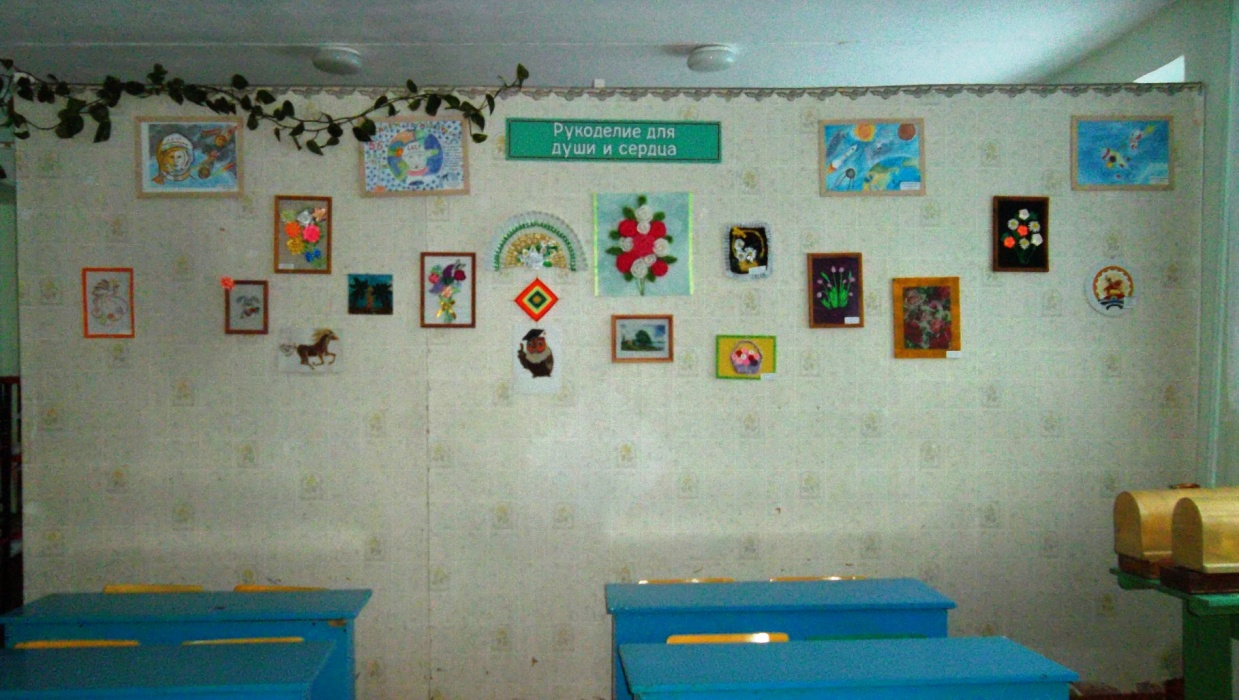 Рукоделие для
души и сердца